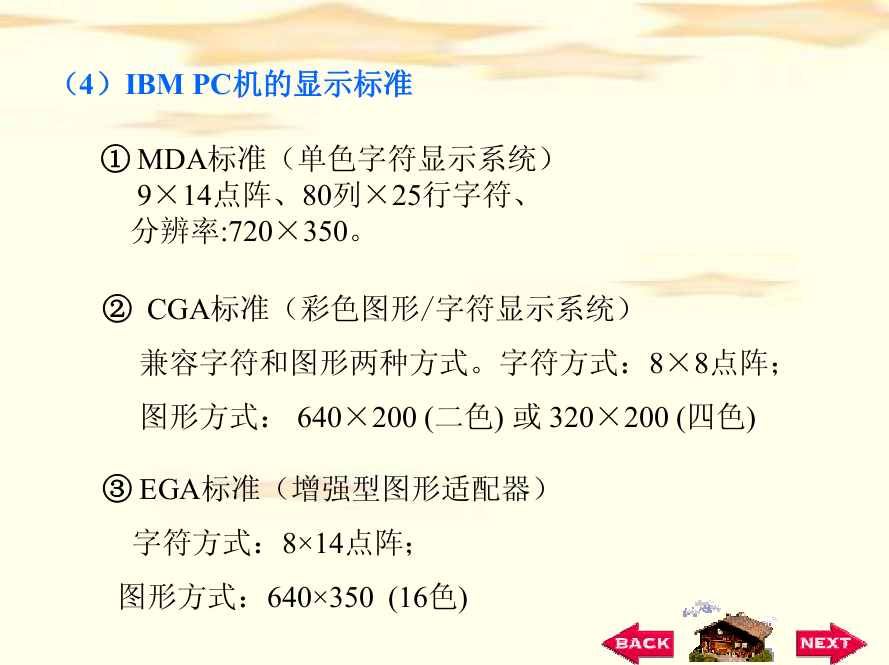 （4）IBM PC机的显示标准
① MDA标准（单色字符显示系统）
9×14点阵、80列×25行字符、
分辨率:720×350。
② CGA标准（彩色图形/字符显示系统）
兼容字符和图形两种方式。字符方式：8×8点阵；
图形方式： 640×200 (二色) 或 320×200 (四色)
③ EGA标准（增强型图形适配器）
字符方式：8×14点阵；
图形方式：640×350 (16色)
BACK NEXT